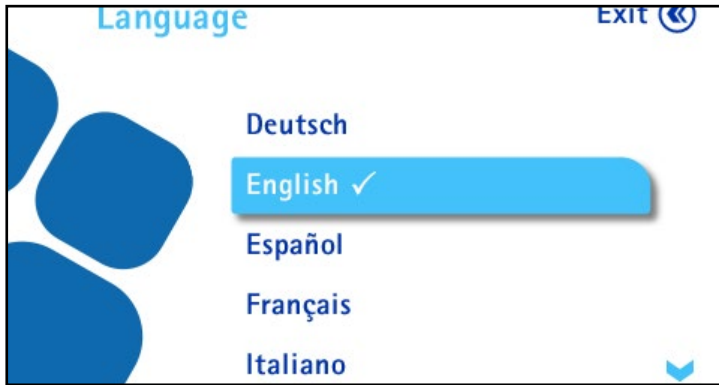 Language Exit
Deutsch
English ✓
Español
Français
Italiano